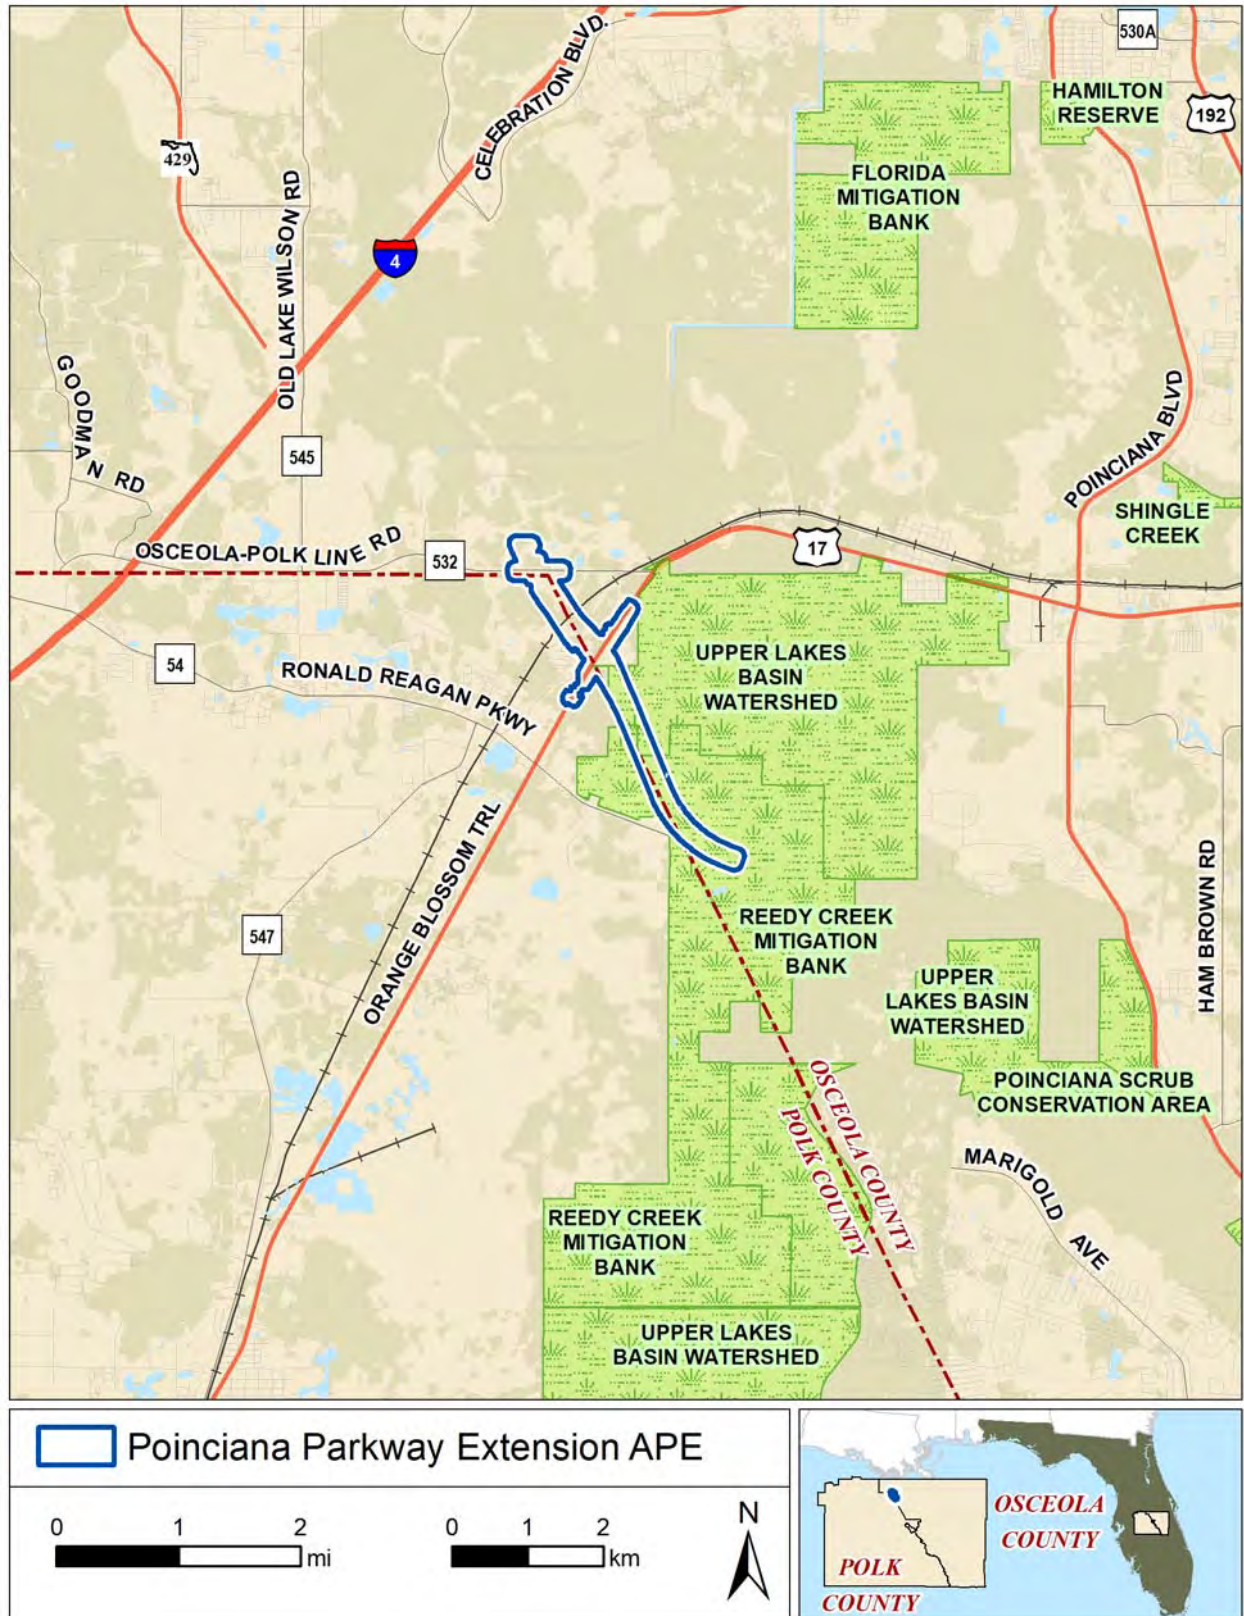 CELEBRATION BLVD.
530A
HAMILTON
RESERVE
192
429
FLORIDA
MITIGATION
BANK
OLD LAKE WILSON RD
4
GOODMAN RD
POINCIANA BLVD
545
SHINGLE
CREEK
OSCEOLA-POLK LINE RD
532
17
54
RONALD REAGAN PKWY
UPPER LAKES
BASIN
WATERSHED
ORANGE BLOSSOM TRL
HAM BROWN RD
547
REEDY CREEK
MITIGATION
BANK
UPPER
LAKES BASIN
WATERSHED
OSCEOLA COUNTY
POLK COUNTY
POINCIANA SCRUB
CONSERVATION AREA
MARIGOLD AVE
REEDY CREEK
MITIGATION
BANK
UPPER LAKES
BASIN WATERSHED
Poinciana Parkway Extension APE
0 1 2
mi
0 1 2
km
N
OSCEOLA
COUNTY
POLK
COUNTY